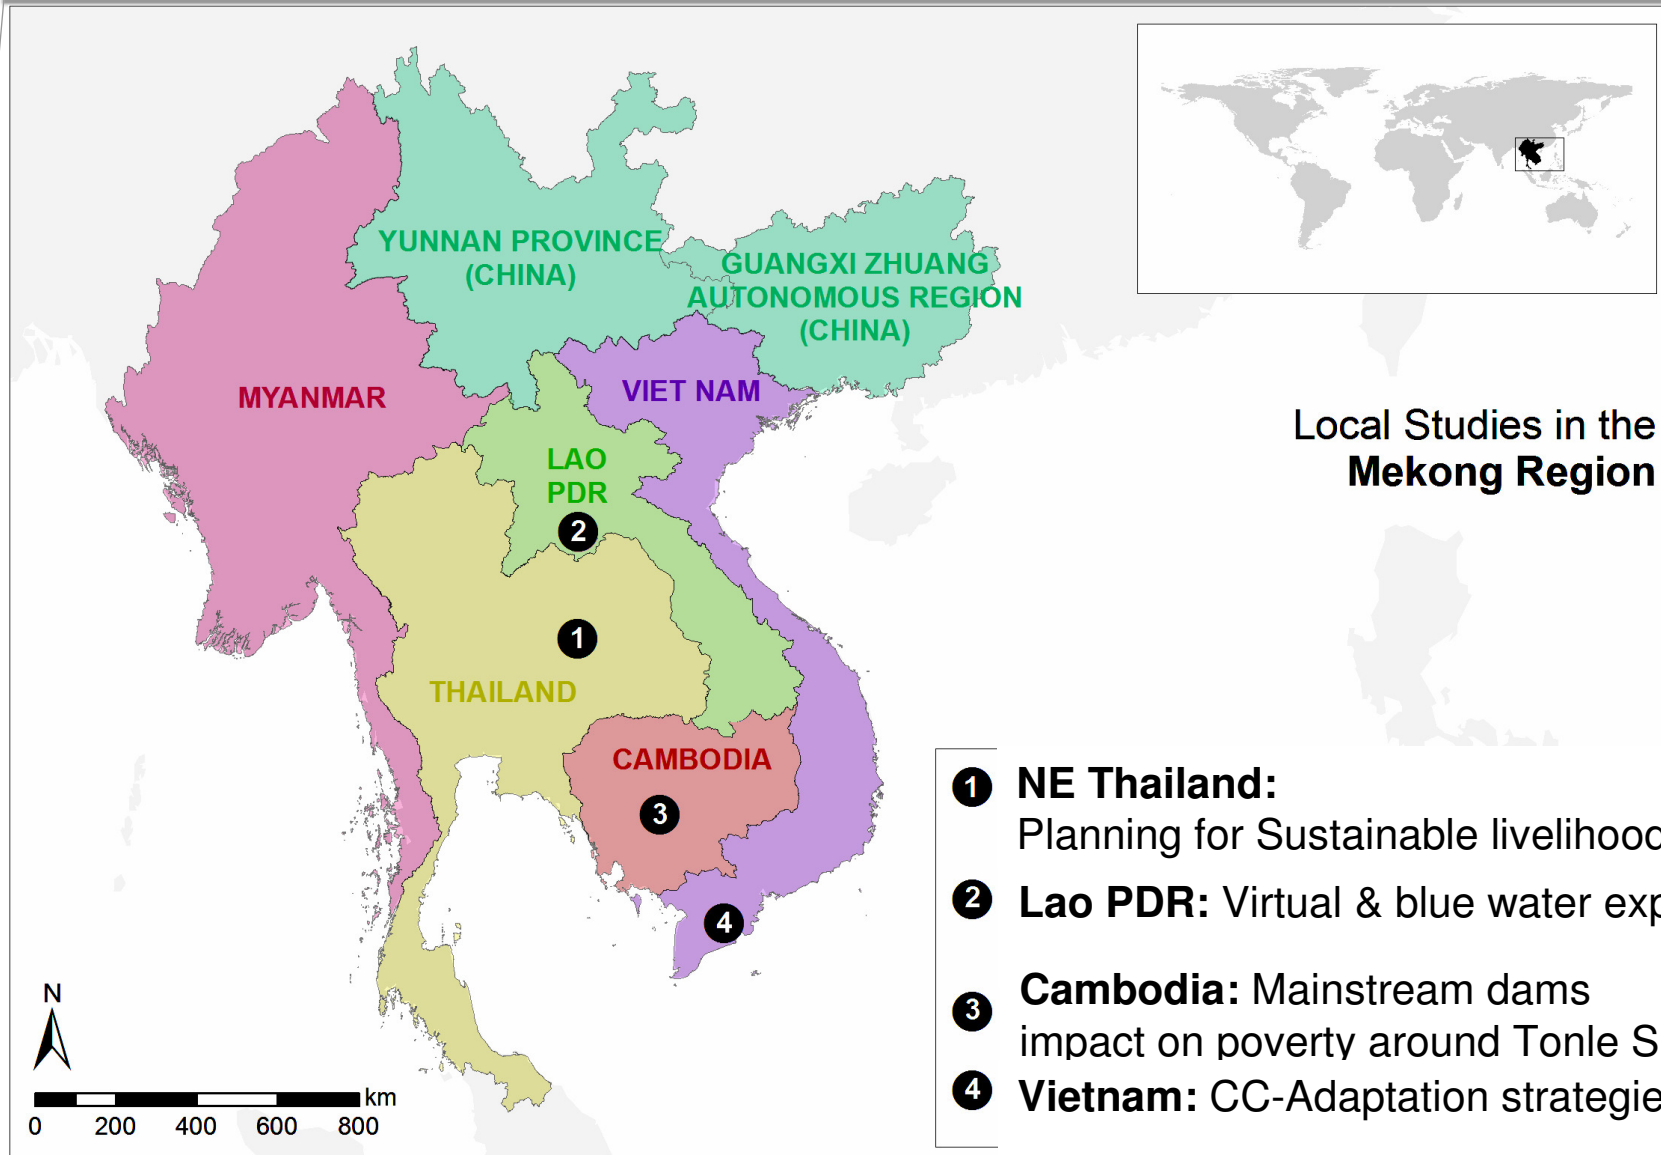 YUNNAN PROVINCE
(CHINA)
GUANGXI ZHUANG
AUTONOMOUS REGION
(CHINA)
MYANMAR
VIET NAM
LAO
PDR
2
1
THAILAND
CAMBODIA
3
4
Local Studies in the
Mekong Region
1 NE Thailand:
Planning for Sustainable livelihood
2 Lao PDR: Virtual & blue water exp
3 Cambodia: Mainstream dams
impact on poverty around Tonle S
4 Vietnam: CC-Adaptation strategie
N
km
0 200 400 600 800